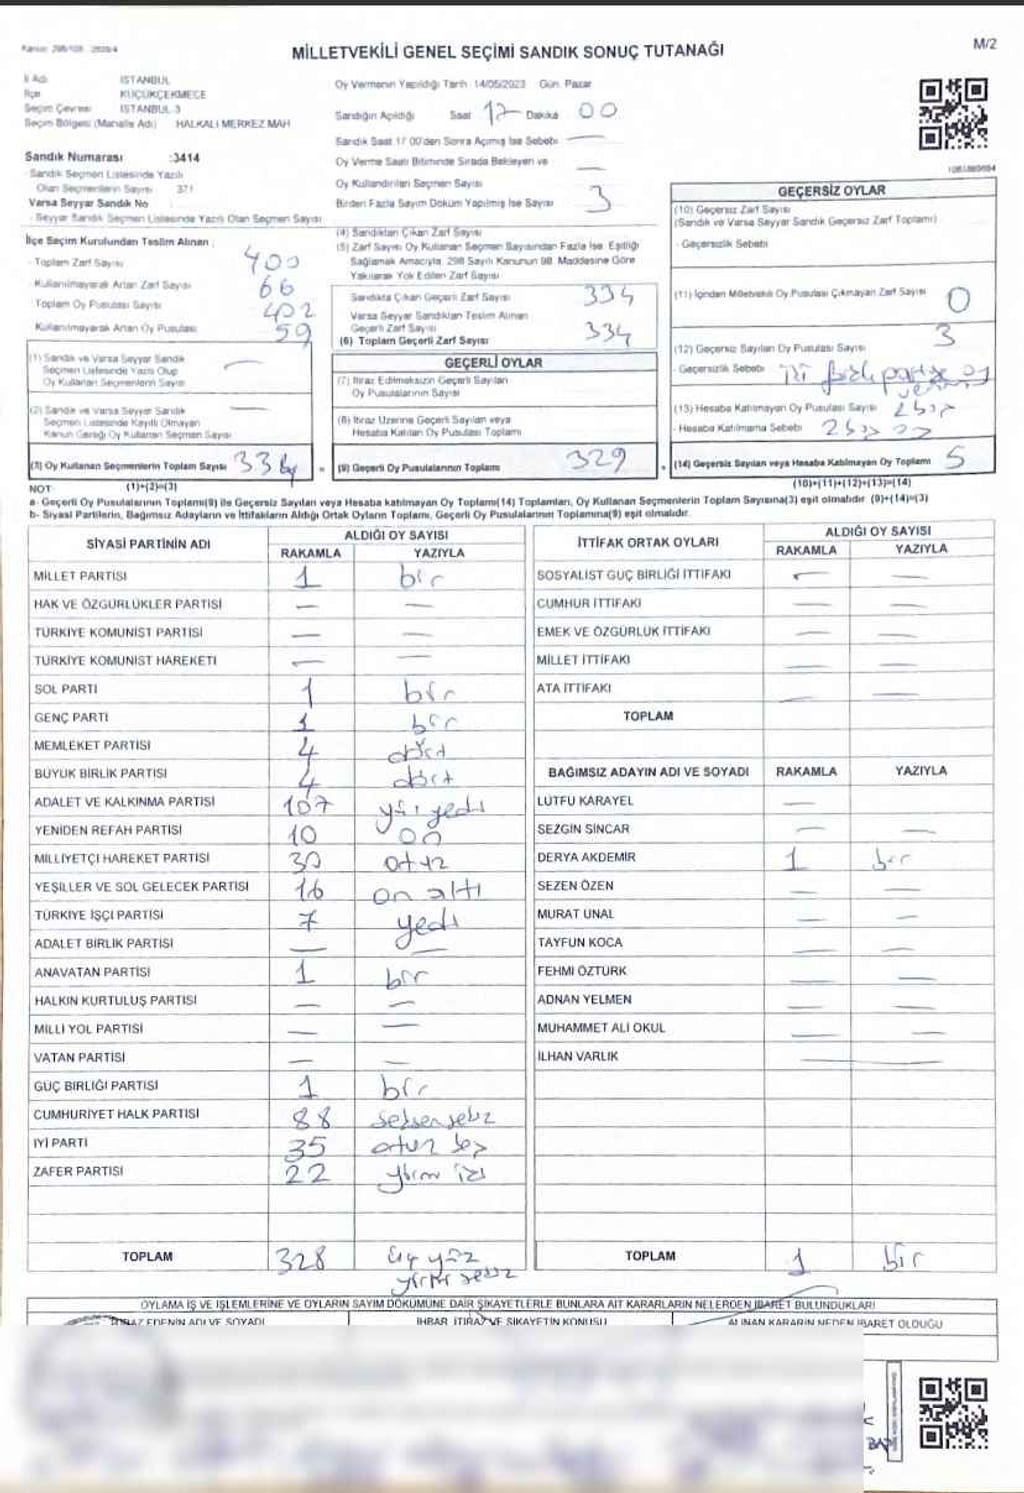 M/2
MİLLETVEKİLİ GENEL SEÇİMİ SANDIK SONUÇ TUTANAĞI
İl Adı İSTANBUL
İlçe KÜÇÜKÇEKMECE
Seçim Çevresi İSTANBUL 3
Seçim Bölgesi (Mahalle Adı) HALKALI MERKEZ MAH
Sandık Numarası :3414
Sandık Seçmen Listesinde Yazılı
Olan Seçmenlerin Sayısı 371
Varsa Seyyar Sandık No
Seyyar Sandık Seçmen Listesinde Yazılı Olan Seçmen Sayısı
Oy Vermenin Yapıldığı Tarih 14/05/2023 Gün. Pazar
Sandığın Açıldığı Saat 17 Dakika 00
Sandık Saat 17 00'den Sonra Açılmış İse Sebebi —
Oy Verme Saati Bitiminde Sırada Bekleyen ve
Oy Kullandırılan Seçmen Sayısı —
Birden Fazla Sayım Döküm Yapılmış İse Sayısı 3
İlçe Seçim Kurulundan Teslim Alınan :
Toplam Zarf Sayısı 400
Kullanılmayarak Artan Zarf Sayısı 66
Toplam Oy Pusulası Sayısı 402
Kullanılmayarak Artan Oy Pusulası 59
(1) Sandık ve Varsa Seyyar Sandık
Seçmen Listesinde Yazılı Olup
Oy Kullanan Seçmenlerin Sayısı —
(2) Sandık ve Varsa Seyyar Sandık
Seçmen Listesinde Kayıtlı Olmayan
Kanun Gereği Oy Kullanan Seçmen Sayısı —
(3) Oy Kullanan Seçmenlerin Toplam Sayısı 334
(4) Sandıktan Çıkan Zarf Sayısı
(5) Zarf Sayısı Oy Kullanan Seçmen Sayısından Fazla İse, Eşitliği
Sağlamak Amacıyla, 298 Sayılı Kanunun 98. Maddesine Göre
Yakılarak Yok Edilen Zarf Sayısı
Sandıkta Çıkan Geçerli Zarf Sayısı 334
Varsa Seyyar Sandıktan Teslim Alınan
Geçerli Zarf Sayısı
(6) Toplam Geçerli Zarf Sayısı 334
GEÇERLİ OYLAR
(7) İtiraz Edilmeksizin Geçerli Sayılan
Oy Pusulalarının Sayısı
(8) İtiraz Üzerine Geçerli Sayılan veya
Hesaba Katılan Oy Pusulası Toplamı
(9) Geçerli Oy Pusulalarının Toplamı 329
GEÇERSİZ OYLAR
(10) Geçersiz Zarf Sayısı
(Sandık ve Varsa Seyyar Sandık Geçersiz Zarf Toplamı)
- Geçersizlik Sebebi
(11) İçinden Milletvekili Oy Pusulası Çıkmayan Zarf Sayısı 0
(12) Geçersiz Sayılan Oy Pusulası Sayısı 3
- Geçersizlik Sebebi
(13) Hesaba Katılmayan Oy Pusulası Sayısı
- Hesaba Katılmama Sebebi
(14) Geçersiz Sayılan veya Hesaba Katılmayan Oy Toplamı 5
NOT: (1)+(2)=(3) (10)+(11)+(12)+(13)=(14)
a- Geçerli Oy Pusulalarının Toplamı(9) ile Geçersiz Sayılan veya Hesaba katılmayan Oy Toplamı(14) Toplamları, Oy Kullanan Seçmenlerin Toplam Sayısına(3) eşit olmalıdır. (9)+(14)=(3)
b- Siyasi Partilerin, Bağımsız Adayların ve İttifakların Aldığı Ortak Oyların Toplamı, Geçerli Oy Pusulalarının Toplamına(9) eşit olmalıdır.
SİYASİ PARTİNİN ADI ALDIĞI OY SAYISI
RAKAMLA YAZIYLA
MİLLET PARTİSİ 1 bir
HAK VE ÖZGÜRLÜKLER PARTİSİ — —
TÜRKİYE KOMÜNİST PARTİSİ — —
TÜRKİYE KOMÜNİST HAREKETİ — —
SOL PARTİ 1 bir
GENÇ PARTİ 1 bir
MEMLEKET PARTİSİ 4 dört
BÜYÜK BİRLİK PARTİSİ 4 dört
ADALET VE KALKINMA PARTİSİ 107 yüz yedi
YENİDEN REFAH PARTİSİ 10 on
MİLLİYETÇİ HAREKET PARTİSİ 30 otuz
YEŞİLLER VE SOL GELECEK PARTİSİ 16 on altı
TÜRKİYE İŞÇİ PARTİSİ 7 yedi
ADALET BİRLİK PARTİSİ — —
ANAVATAN PARTİSİ 1 bir
HALKIN KURTULUŞ PARTİSİ — —
MİLLİ YOL PARTİSİ — —
VATAN PARTİSİ — —
GÜÇ BİRLİĞİ PARTİSİ 1 bir
CUMHURİYET HALK PARTİSİ 88 seksensekiz
İYİ PARTİ 35 otuz beş
ZAFER PARTİSİ 22 yirmi iki
TOPLAM 328 üç yüz
yirmi sekiz
İTTİFAK ORTAK OYLARI ALDIĞI OY SAYISI
RAKAMLA YAZIYLA
SOSYALİST GÜÇ BİRLİĞİ İTTİFAKI — —
CUMHUR İTTİFAKI — —
EMEK VE ÖZGÜRLÜK İTTİFAKI — —
MİLLET İTTİFAKI — —
ATA İTTİFAKI — —
TOPLAM
BAĞIMSIZ ADAYIN ADI VE SOYADI RAKAMLA YAZIYLA
LÜTFÜ KARAYEL —
SEZGİN SİNCAR — —
DERYA AKDEMİR 1 bir
SEZEN ÖZEN — —
MURAT ÜNAL — —
TAYFUN KOCA — —
FEHMİ ÖZTÜRK — —
ADNAN YELMEN — —
MUHAMMET ALİ OKUL — —
İLHAN VARLIK — —
TOPLAM 1 bir
OYLAMA İŞ VE İŞLEMLERİNE VE OYLARIN SAYIM DÖKÜMÜNE DAİR ŞİKAYETLERLE BUNLARA AİT KARARLARIN NELERDEN İBARET BULUNDUKLARI
İTİRAZ EDENİN ADI VE SOYADI İHBAR İTİRAZ VE ŞİKAYETİN KONUSU ALINAN KARARIN NEDEN İBARET OLDUĞU